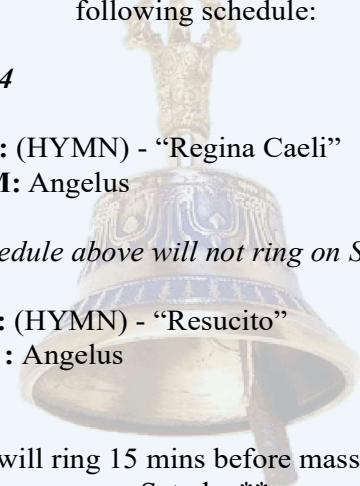 following schedule:
4
: (HYMN) - “Regina Caeli”
M: Angelus
edule above will not ring on S
: (HYMN) - “Resucito”
: Angelus
will ring 15 mins before mass